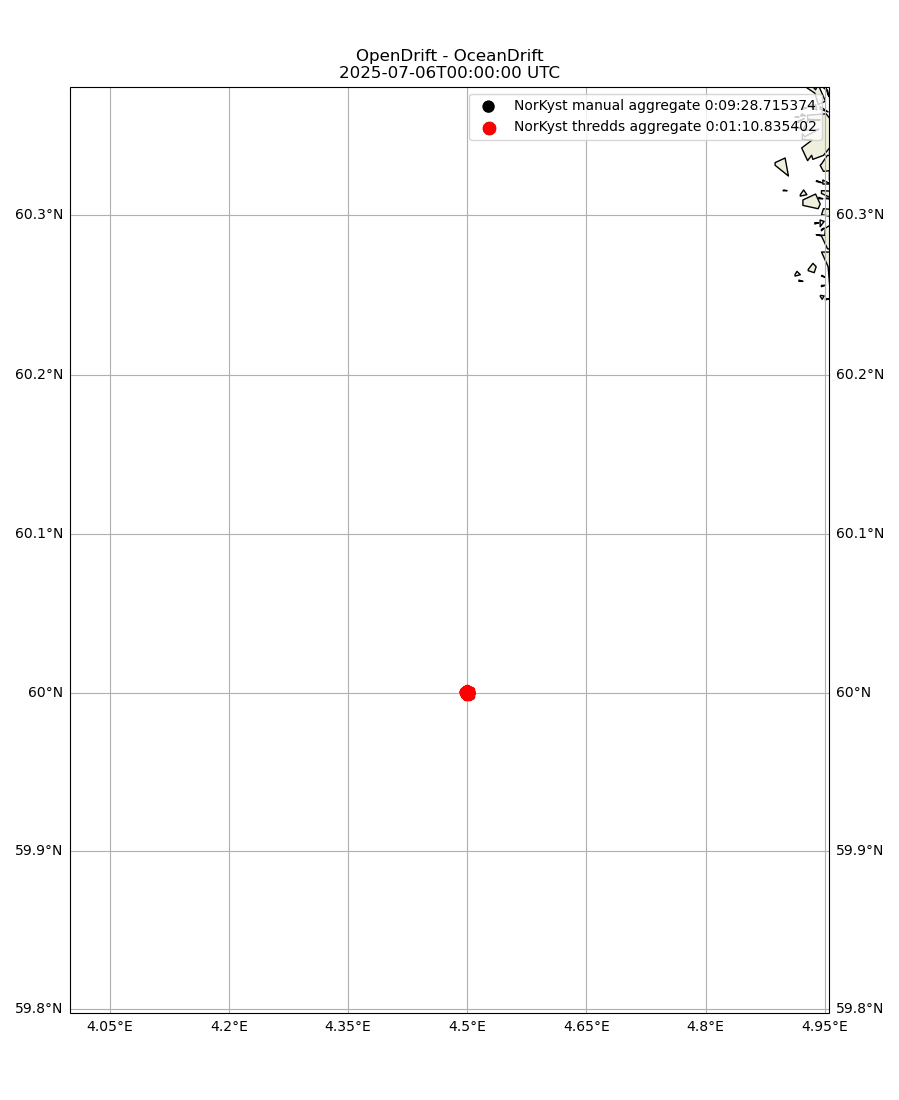 OpenDrift - OceanDrift
2025-07-06T00:00:00 UTC
NorKyst manual aggregate 0:09:28.715374
NorKyst thredds aggregate 0:01:10.835402
60.3°N 60.3°N
60.2°N 60.2°N
60.1°N 60.1°N
60°N 60°N
59.9°N 59.9°N
59.8°N 59.8°N
4.05°E 4.2°E 4.35°E 4.5°E 4.65°E 4.8°E 4.95°E